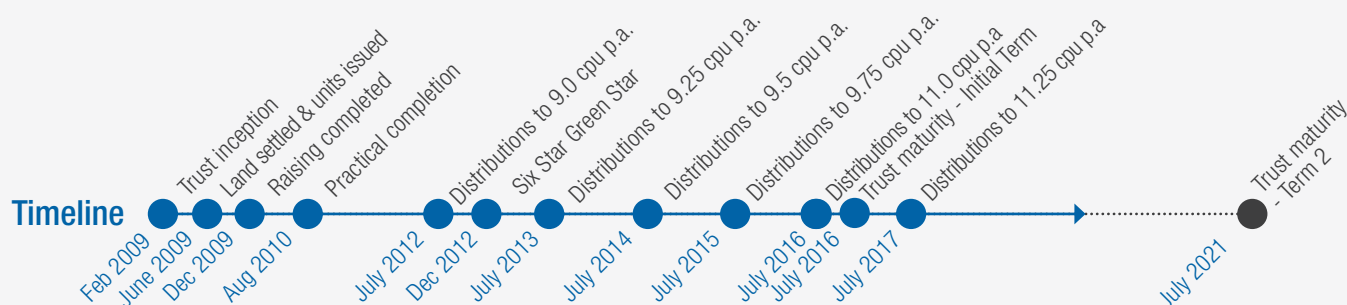 Timeline
Trust inception
Land settled & units issued
Raising completed
Practical completion
Distributions to 9.0 cpu p.a.
Six Star Green Star
Distributions to 9.25 cpu p.a.
Distributions to 9.5 cpu p.a.
Distributions to 9.75 cpu p.a.
Distributions to 11.0 cpu p.a
Trust maturity - Initial Term
Distributions to 11.25 cpu p.a
Trust maturity
- Term 2
Feb 2009
June 2009
Dec 2009
Aug 2010
July 2012
Dec 2012
July 2013
July 2014
July 2015
July 2016
July 2016
July 2017
July 2021